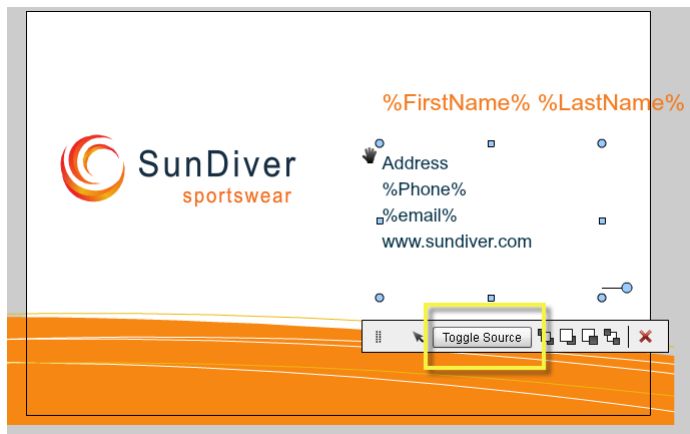 %FirstName% %LastName%
SunDiver
sportswear
Address
%Phone%
%email%
www.sundiver.com
Toggle Source